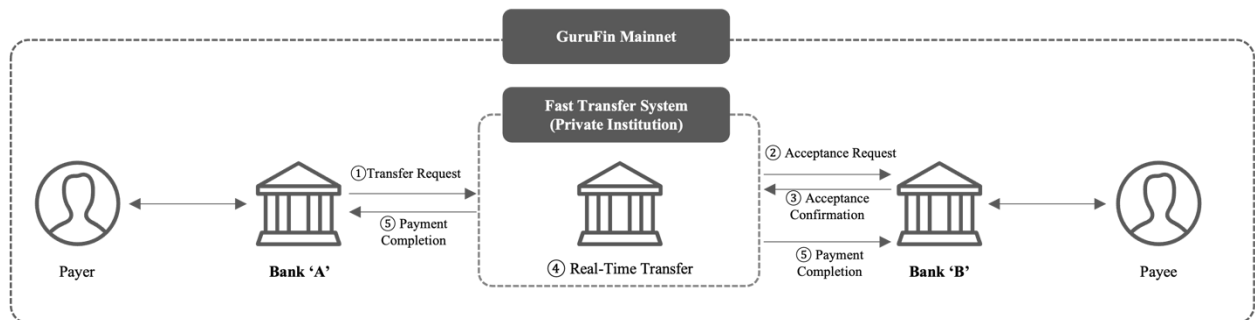 GuruFin Mainnet
Fast Transfer System
(Private Institution)
①Transfer Request
⑤ Payment
Completion
② Acceptance Request
③ Acceptance
Confirmation
⑤ Payment
Completion
④ Real-Time Transfer
Payer
Bank ‘A’
Bank ‘B’
Payee